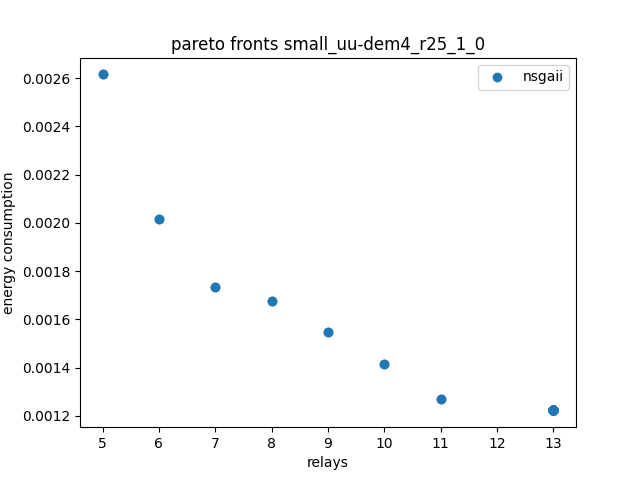 pareto fronts small_uu-dem4_r25_1_0
nsgaii
energy consumption
0.0026
0.0024
0.0022
0.0020
0.0018
0.0016
0.0014
0.0012
5 6 7 8 9 10 11 12 13
relays